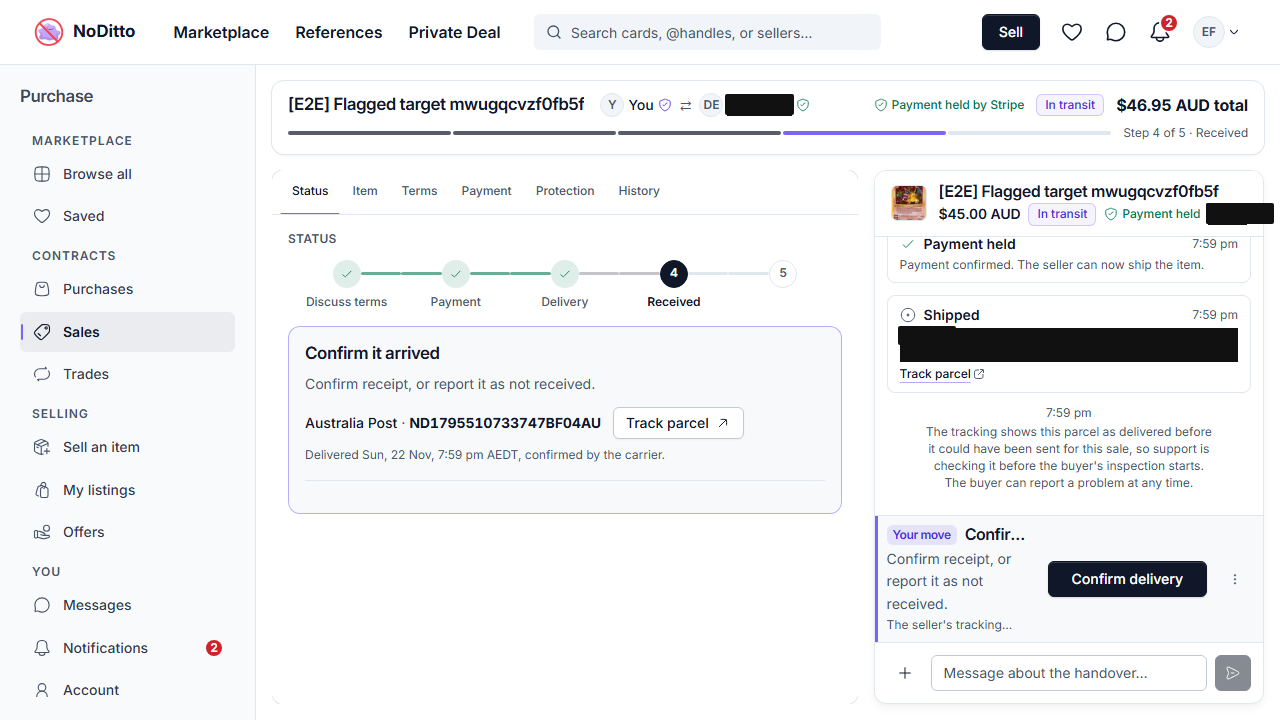 NoDitto
Marketplace
References
Private Deal
Search cards, @handles, or sellers...
Sell
2
EF
Purchase
MARKETPLACE
Browse all
Saved
CONTRACTS
Purchases
Sales
Trades
SELLING
Sell an item
My listings
Offers
YOU
Messages
Notifications
2
Account
[E2E] Flagged target mwugqcvzf0fb5f
Y You
DE
Payment held by Stripe
In transit
$46.95 AUD total
Step 4 of 5 · Received
Status
Item
Terms
Payment
Protection
History
STATUS
4
5
Discuss terms
Payment
Delivery
Received
Confirm it arrived
Confirm receipt, or report it as not received.
Australia Post · ND1795510733747BF04AU
Track parcel
Delivered Sun, 22 Nov, 7:59 pm AEDT, confirmed by the carrier.
[E2E] Flagged target mwugqcvzf0fb5f
$45.00 AUD
In transit
Payment held
Payment held
7:59 pm
Payment confirmed. The seller can now ship the item.
Shipped
7:59 pm
Track parcel
7:59 pm
The tracking shows this parcel as delivered before
it could have been sent for this sale, so support is
checking it before the buyer's inspection starts.
The buyer can report a problem at any time.
Your move
Confir...
Confirm receipt, or
report it as not
received.
The seller's tracking...
Confirm delivery
Message about the handover...